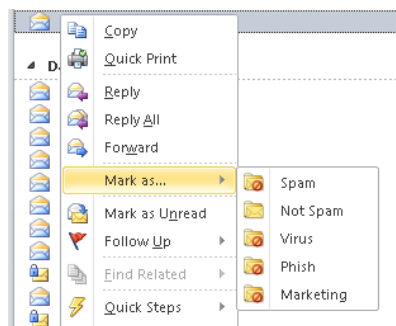 Copy
D
Quick Print
Reply
Reply All
Forward
Mark as...
Mark as Unread
Follow Up
Find Related
Quick Steps
Spam
Not Spam
Virus
Phish
Marketing